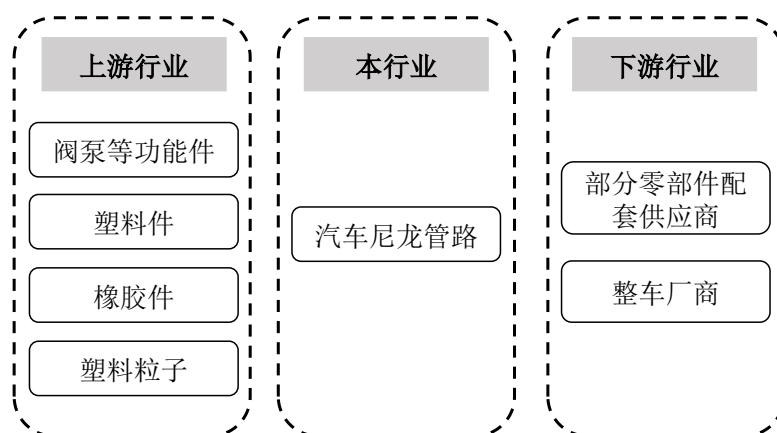 上游行业
阀泵等功能件
塑料件
橡胶件
塑料粒子
本行业
汽车尼龙管路
下游行业
部分零部件配
套供应商
整车厂商